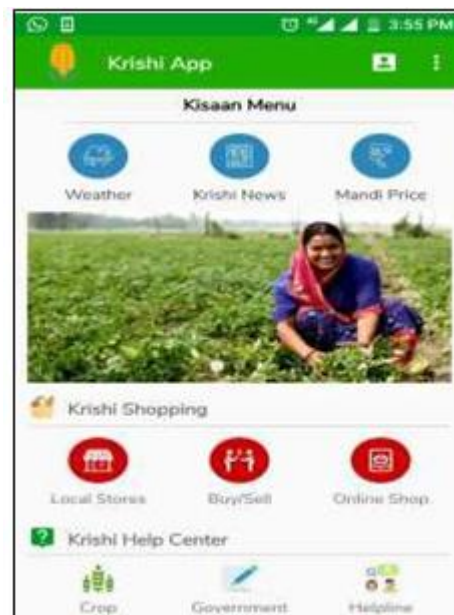 3:55 PM
Krishi App
Kisaan Menu
Weather Krishi News Mandi Price
Krishi Shopping
Local Stores Buy/Sell Online Shop
Krishi Help Center
Crop Government Helpline